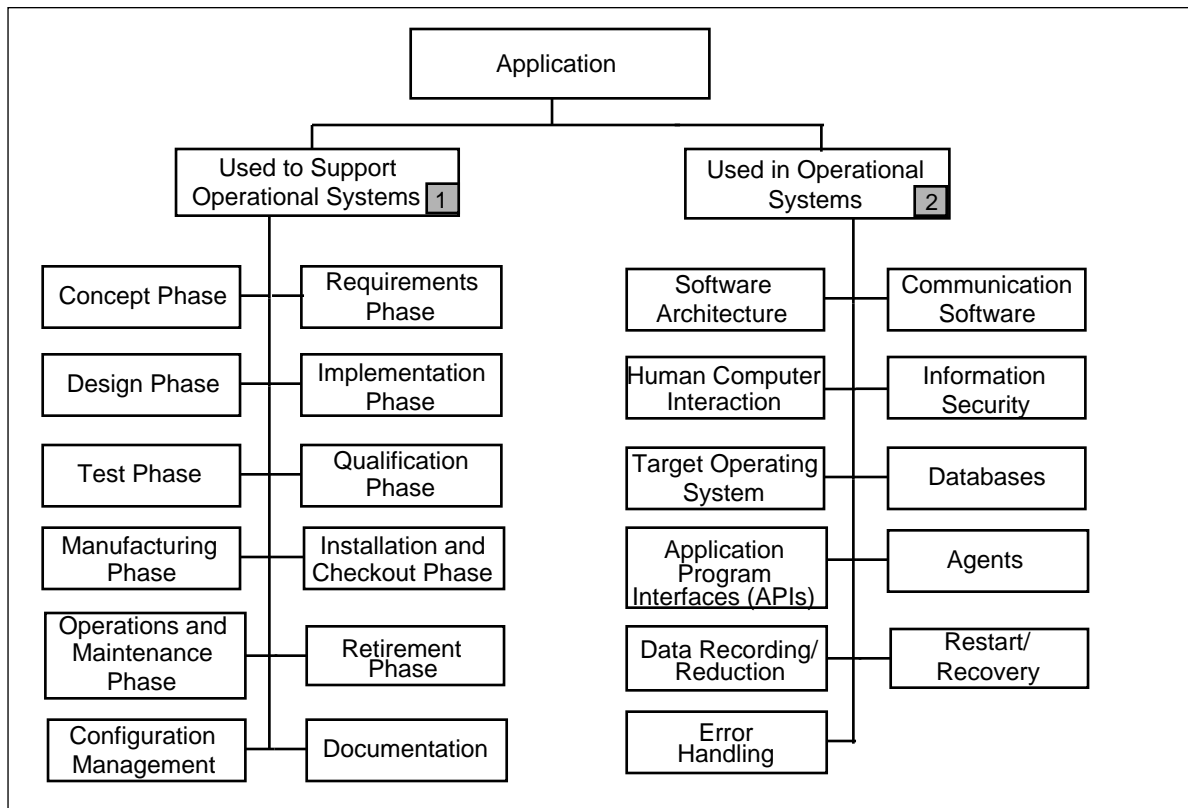 Application
Used to Support
Operational Systems
1
Used in Operational
Systems
2
Concept Phase
Requirements
Phase
Design Phase
Implementation
Phase
Test Phase
Qualification
Phase
Manufacturing
Phase
Installation and
Checkout Phase
Operations and
Maintenance
Phase
Retirement
Phase
Configuration
Management
Documentation
Software
Architecture
Communication
Software
Human Computer
Interaction
Information
Security
Target Operating
System
Databases
Application
Program
Interfaces (APIs)
Agents
Data Recording/
Reduction
Restart/
Recovery
Error
Handling